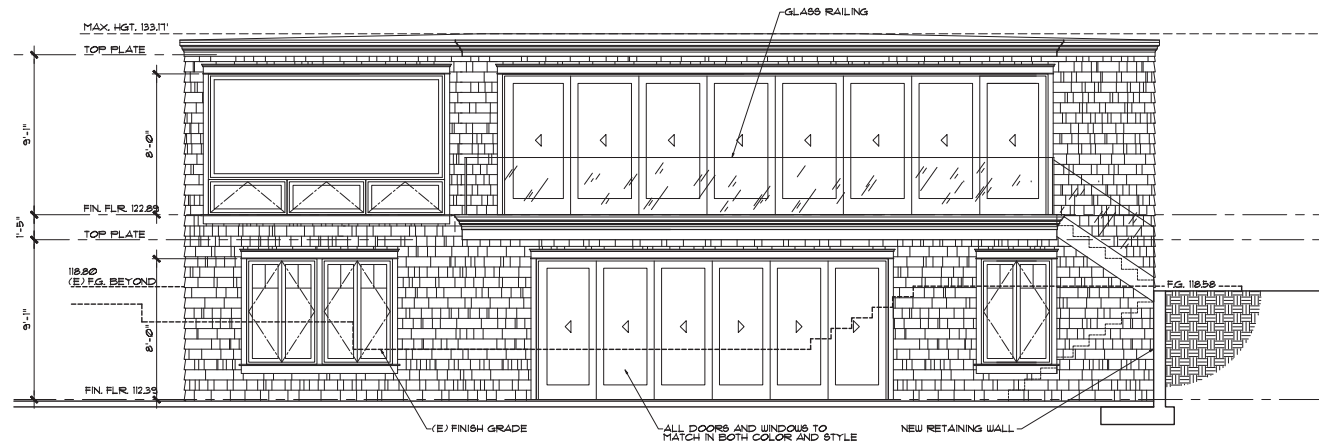 GLASS RAILING
MAX. HGT. 133.17'
TOP PLATE
9'-1"
8'-0"
FIN. FLR. 122.89
1'-5"
TOP PLATE
118.80
(E) F.G. BEYOND
F.G. 118.58
9'-1"
8'-0"
FIN. FLR. 112.39
(E) FINISH GRADE
ALL DOORS AND WINDOWS TO
MATCH IN BOTH COLOR AND STYLE
NEW RETAINING WALL